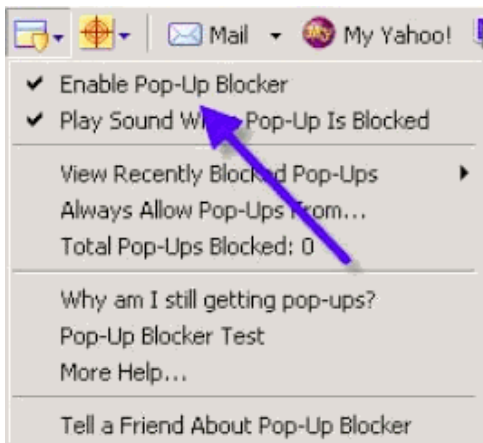 Mail My Yahoo!
Enable Pop-Up Blocker
Play Sound When Pop-Up Is Blocked
View Recently Blocked Pop-Ups
Always Allow Pop-Ups From...
Total Pop-Ups Blocked: 0
Why am I still getting pop-ups?
Pop-Up Blocker Test
More Help...
Tell a Friend About Pop-Up Blocker